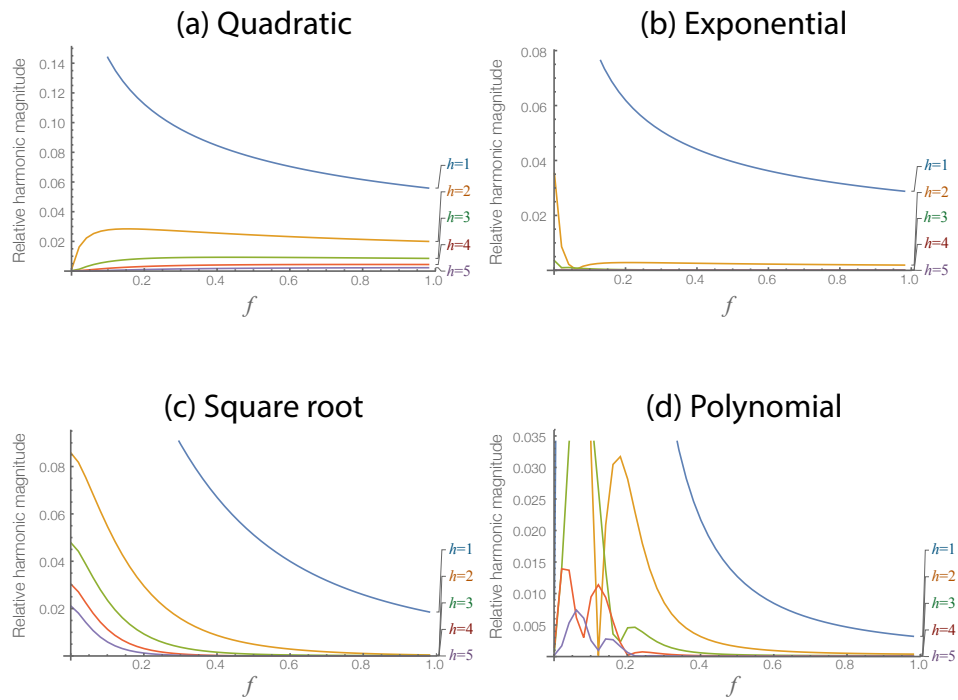 (a) Quadratic
Relative harmonic magnitude
0.14
0.12
0.10
0.08
0.06
0.04
0.02
0.2
0.4
0.6
0.8
1.0
f
h=1
h=2
h=3
h=4
h=5
(b) Exponential
Relative harmonic magnitude
0.08
0.06
0.04
0.02
0.2
0.4
0.6
0.8
1.0
f
h=1
h=2
h=3
h=4
h=5
(c) Square root
Relative harmonic magnitude
0.08
0.06
0.04
0.02
0.2
0.4
0.6
0.8
1.0
f
h=1
h=2
h=3
h=4
h=5
(d) Polynomial
Relative harmonic magnitude
0.035
0.030
0.025
0.020
0.015
0.010
0.005
0.2
0.4
0.6
0.8
1.0
f
h=1
h=2
h=3
h=4
h=5